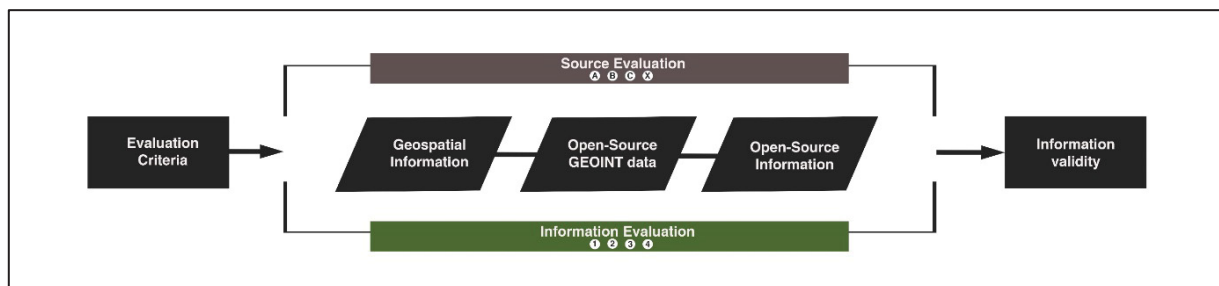 Source Evaluation
A B C X
Evaluation
Criteria
Geospatial
Information
Open-Source
GEOINT data
Open-Source
Information
Information
validity
Information Evaluation
1 2 3 4